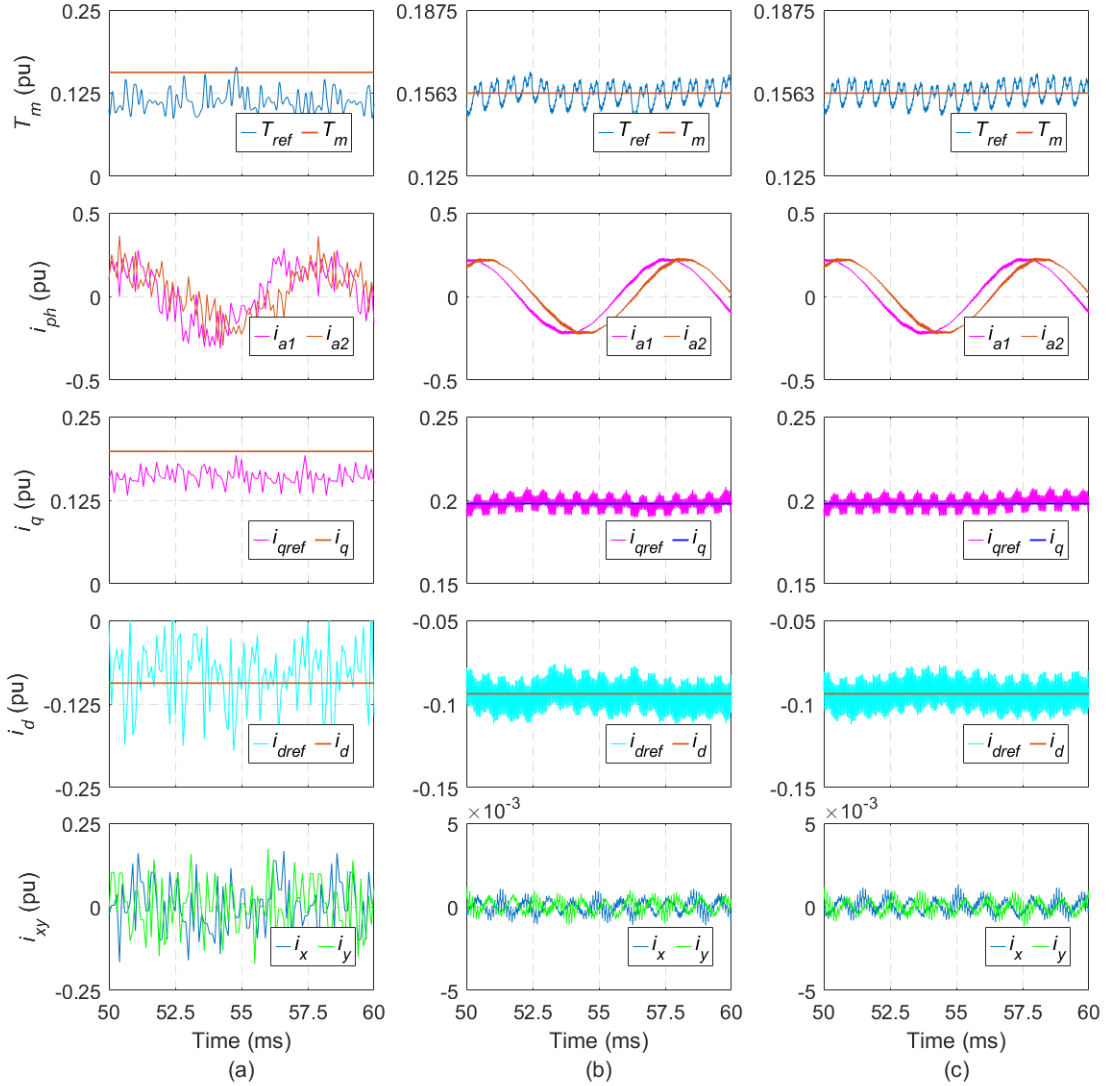 0.25 0.1875 0.1875
T_m (pu)
0.125 0.1563 0.1563
T_ref T_m T_ref T_m T_ref T_m
0 0.125 0.125
0.5 0.5 0.5
i_ph (pu)
0 0 0
i_a1 i_a2 i_a1 i_a2 i_a1 i_a2
-0.5 -0.5 -0.5
0.25 0.25 0.25
i_q (pu)
0.125 0.2 0.2
i_qref i_q i_qref i_q i_qref i_q
0 0.15 0.15
0 -0.05 -0.05
i_d (pu)
-0.125 -0.1 -0.1
i_dref i_d i_dref i_d i_dref i_d
-0.25 -0.15 -0.15
×10^-3 ×10^-3
0.25 5 5
i_xy (pu)
0 0 0
i_x i_y i_x i_y i_x i_y
-0.25 -5 -5
50 52.5 55 57.5 60 50 52.5 55 57.5 60 50 52.5 55 57.5 60
Time (ms) Time (ms) Time (ms)
(a) (b) (c)